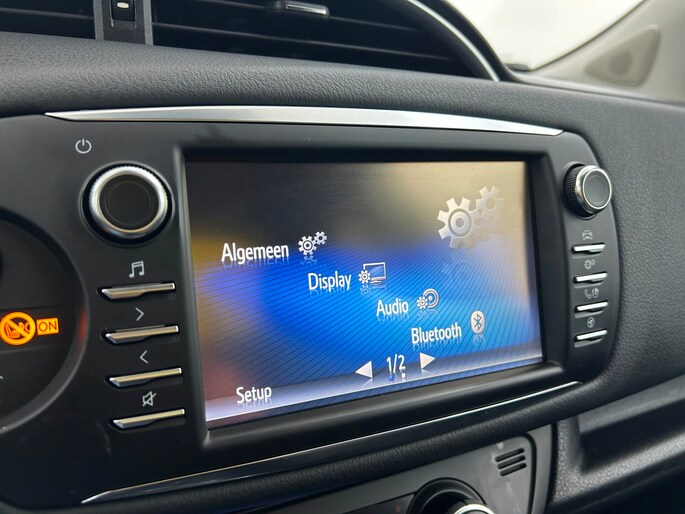 Algemeen
Display
Audio
Bluetooth
1/2
Setup
ON